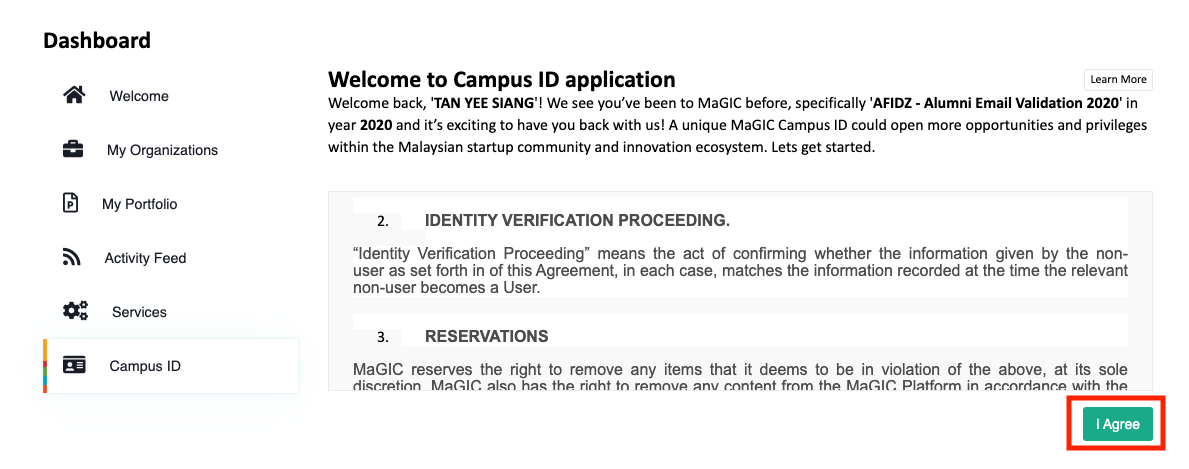 Dashboard
Welcome
My Organizations
My Portfolio
Activity Feed
Services
Campus ID
Welcome to Campus ID application
Learn More
Welcome back, 'TAN YEE SIANG'! We see you’ve been to MaGIC before, specifically 'AFIDZ - Alumni Email Validation 2020' in
year 2020 and it’s exciting to have you back with us! A unique MaGIC Campus ID could open more opportunities and privileges
within the Malaysian startup community and innovation ecosystem. Lets get started.
2. IDENTITY VERIFICATION PROCEEDING.
“Identity Verification Proceeding” means the act of confirming whether the information given by the non-
user as set forth in of this Agreement, in each case, matches the information recorded at the time the relevant
non-user becomes a User.
3. RESERVATIONS
MaGIC reserves the right to remove any items that it deems to be in violation of the above, at its sole
discretion. MaGIC also has the right to remove any content from the MaGIC Platform in accordance with the
I Agree